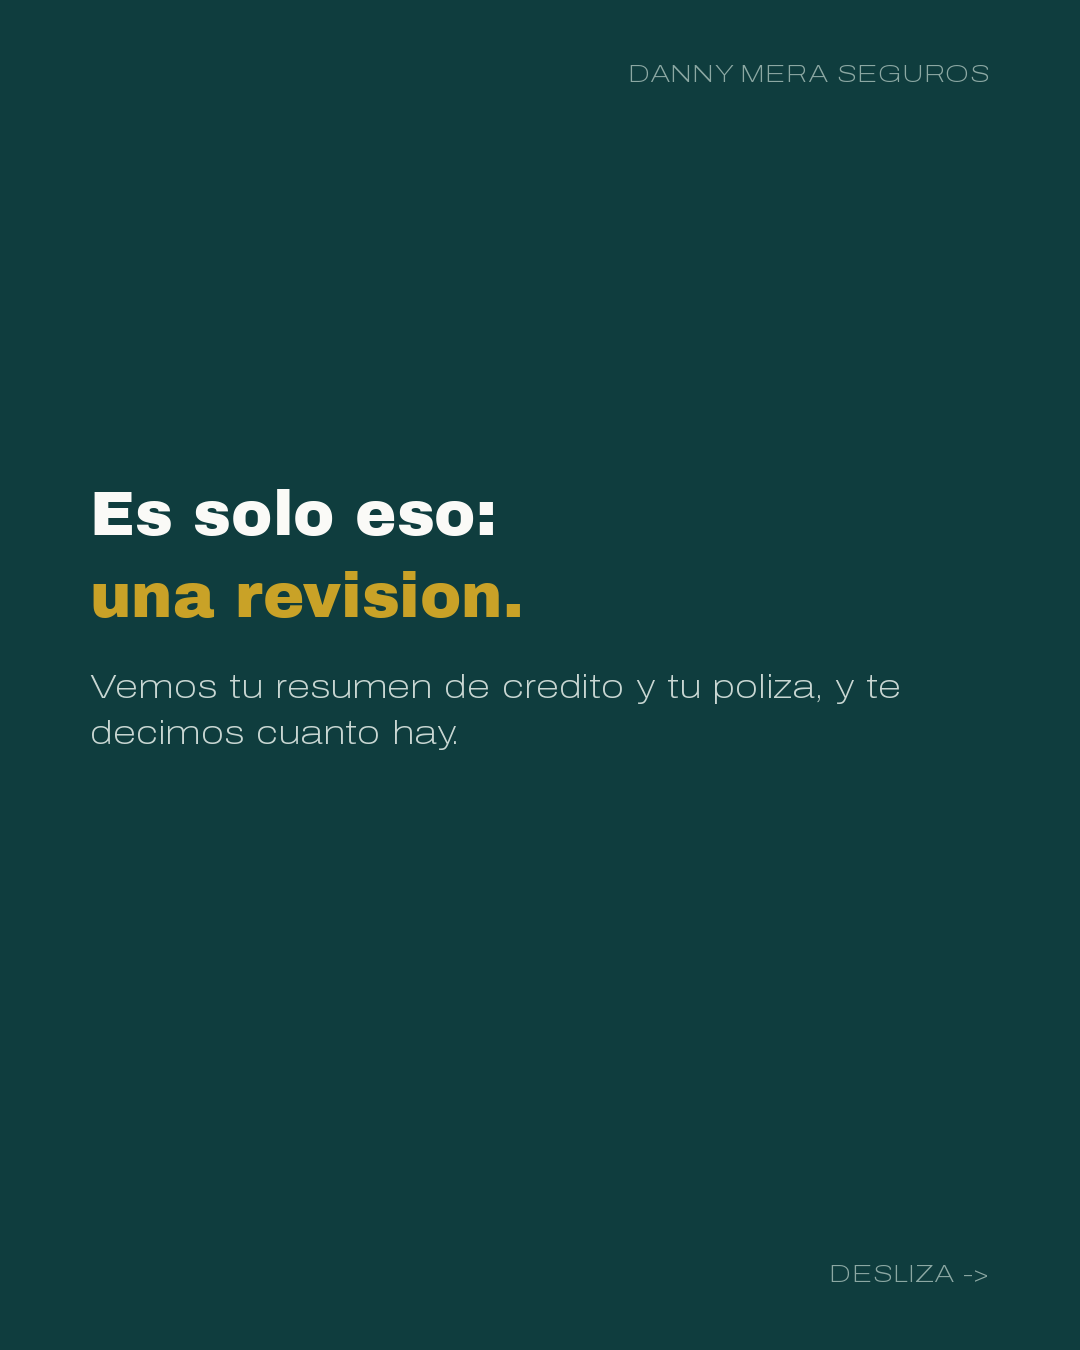 DANNY MERA SEGUROS
Es solo eso:
una revision.
Vemos tu resumen de credito y tu poliza, y te
decimos cuanto hay.
DESLIZA ->